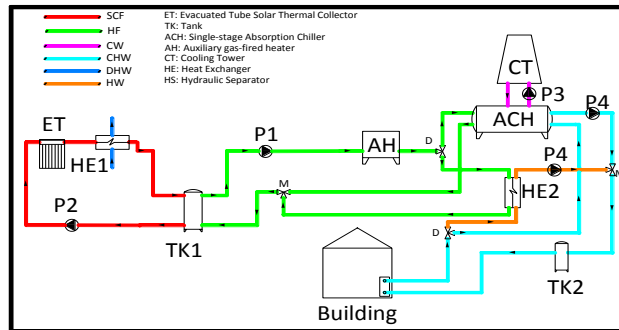 SCF
HF
CW
CHW
DHW
HW
ET: Evacuated Tube Solar Thermal Collector
TK: Tank
ACH: Single-stage Absorption Chiller
AH: Auxiliary gas-fired heater
CT: Cooling Tower
HE: Heat Exchanger
HS: Hydraulic Separator
CT
P3
P4
ACH
ET
HE1
P1
AH
D
P4
M
HE2
M
P2
TK1
D
TK2
Building